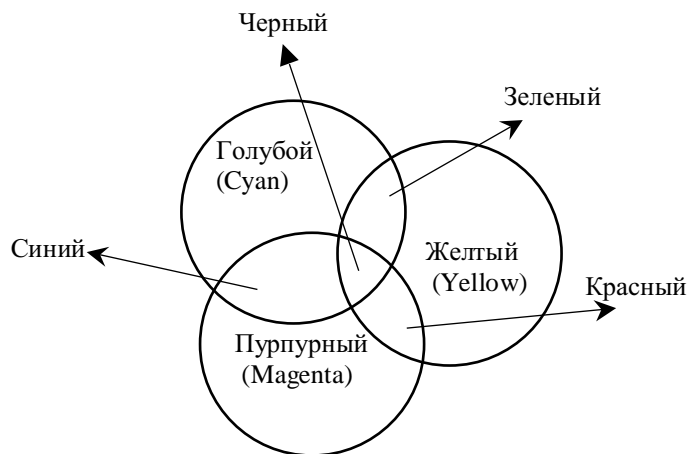 Черный
Зеленый
Голубой
(Cyan)
Синий
Желтый
(Yellow)
Красный
Пурпурный
(Magenta)